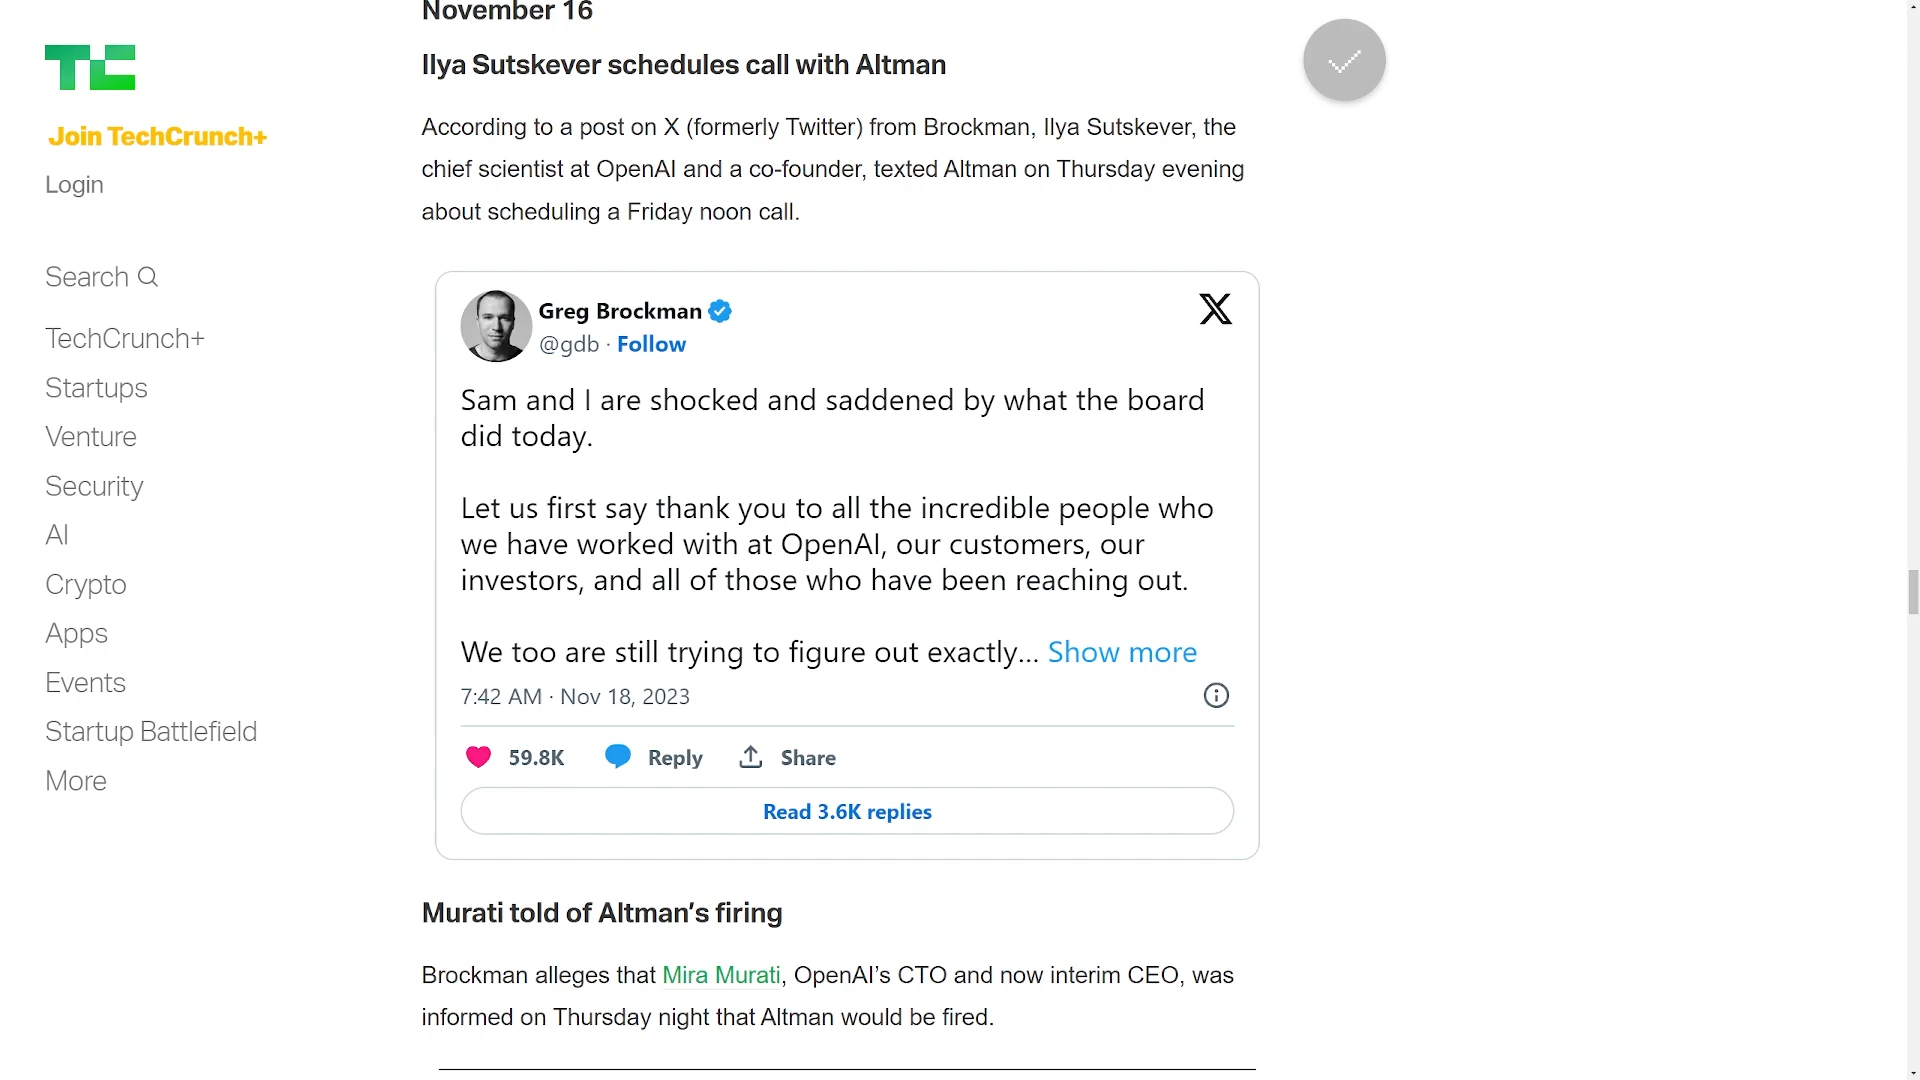 November 16
TC
Ilya Sutskever schedules call with Altman
Join TechCrunch+
Login
Search
TechCrunch+
Startups
Venture
Security
AI
Crypto
Apps
Events
Startup Battlefield
More
According to a post on X (formerly Twitter) from Brockman, Ilya Sutskever, the
chief scientist at OpenAI and a co-founder, texted Altman on Thursday evening
about scheduling a Friday noon call.
Greg Brockman
X
@gdb · Follow
Sam and I are shocked and saddened by what the board
did today.
Let us first say thank you to all the incredible people who
we have worked with at OpenAI, our customers, our
investors, and all of those who have been reaching out.
We too are still trying to figure out exactly... Show more
7:42 AM · Nov 18, 2023
59.8K Reply Share
Read 3.6K replies
Murati told of Altman’s firing
Brockman alleges that Mira Murati, OpenAI’s CTO and now interim CEO, was
informed on Thursday night that Altman would be fired.